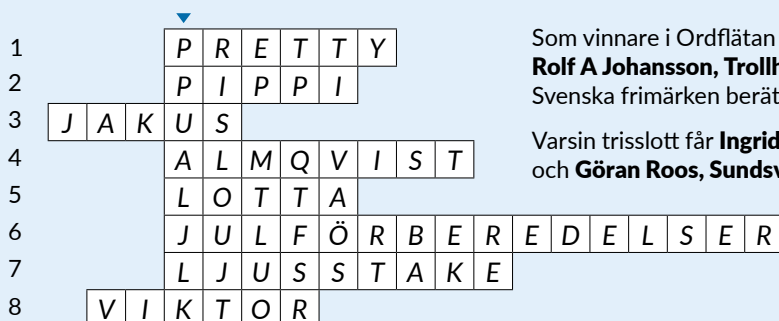 1 PRETTY
2 PIPPI
3 JAKUS
4 ALMQVIST
5 LOTTA
6 JULFÖRBEREDELSER
7 LJUSSTAKE
8 VIKTOR
Som vinnare i Ordflätan
Rolf A Johansson, Trollh
Svenska frimärken berät
Varsin trisslott får Ingrid
och Göran Roos, Sundsv